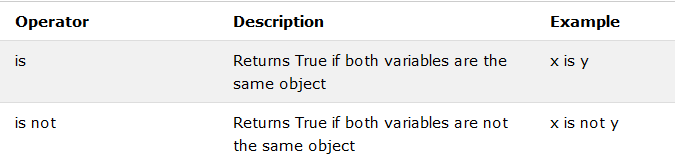 Operator Description Example
is Returns True if both variables are the x is y
same object
is not Returns True if both variables are not x is not y
the same object